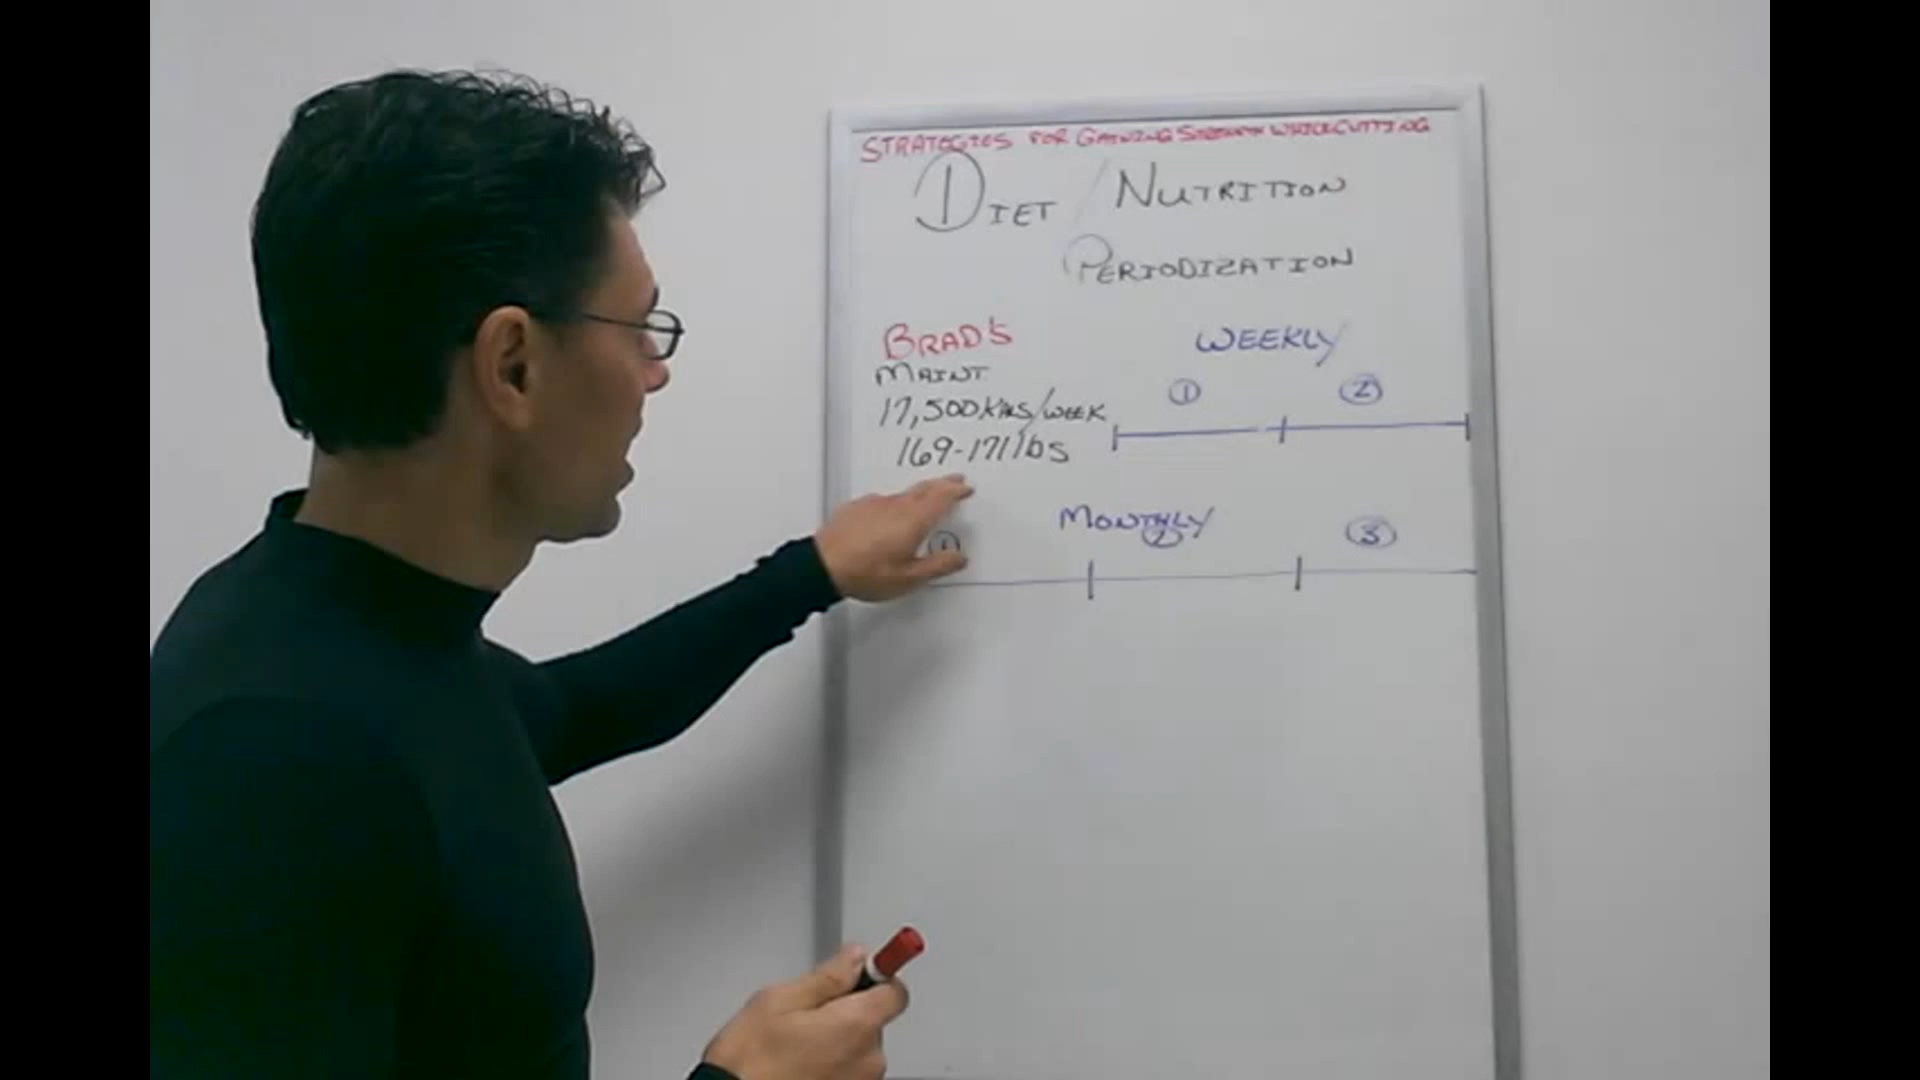 STRATEGIES FOR GAINING STRENGTH WHILE CUTTING
DIET / NUTRITION
PERIODIZATION
BRAD'S
MAINT.
17,500 Kcals/WEEK
169-171 lbs
WEEKLY
1 2
MONTHLY
1 2 3